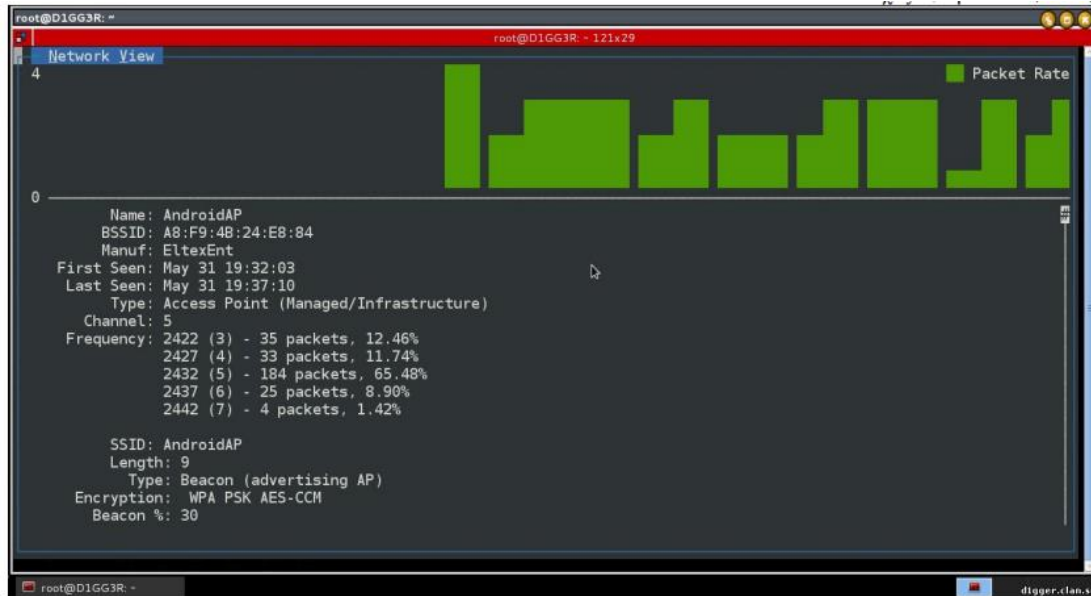 root@D1GG3R: ~
root@D1GG3R: ~ 121x29
Network View
4
Packet Rate
0
Name: AndroidAP
BSSID: A8:F9:4B:24:E8:84
Manuf: EltexEnt
First Seen: May 31 19:32:03
Last Seen: May 31 19:37:10
Type: Access Point (Managed/Infrastructure)
Channel: 5
Frequency: 2422 (3) - 35 packets, 12.46%
2427 (4) - 33 packets, 11.74%
2432 (5) - 184 packets, 65.48%
2437 (6) - 25 packets, 8.90%
2442 (7) - 4 packets, 1.42%
SSID: AndroidAP
Length: 9
Type: Beacon (advertising AP)
Encryption: WPA PSK AES-CCM
Beacon %: 30
root@D1GG3R: ~